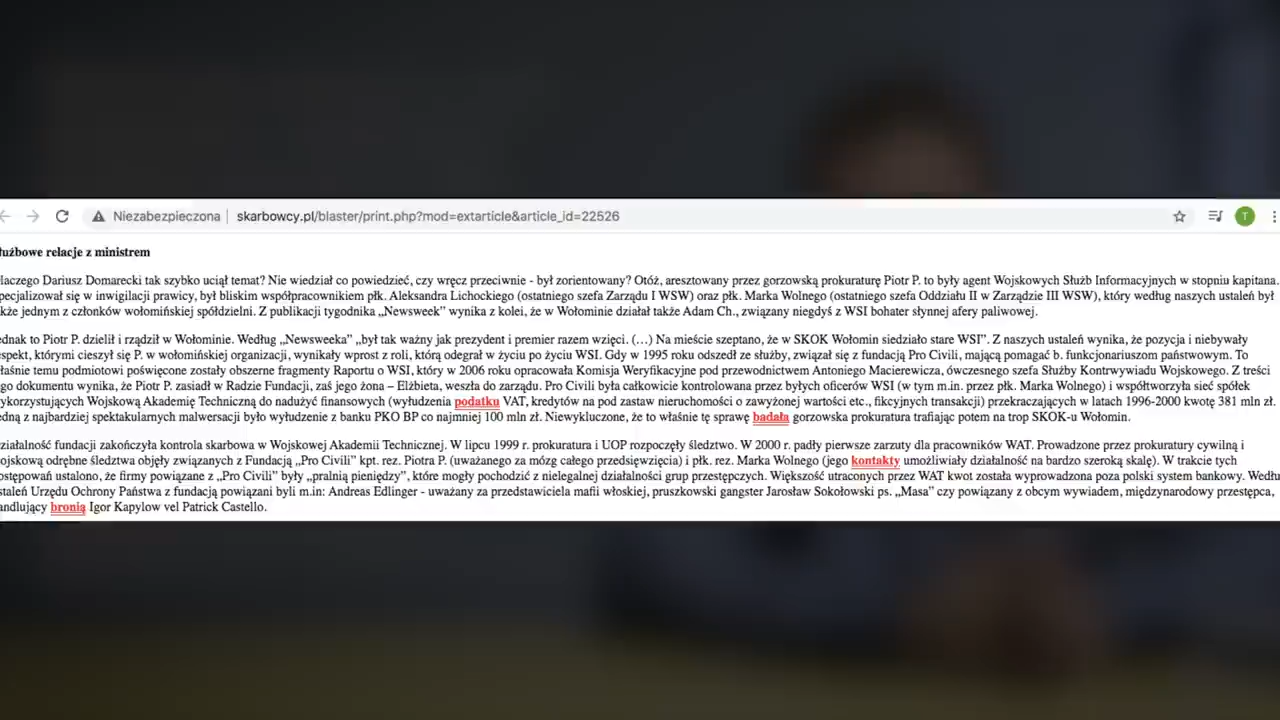 Niezabezpieczona skarbowcy.pl/blaster/print.php?mod=extarticle&article_id=22526 T
łużbowe relacje z ministrem
laczego Dariusz Domarecki tak szybko uciął temat? Nie wiedział co powiedzieć, czy wręcz przeciwnie - był zorientowany? Otóż, aresztowany przez gorzowską prokuraturę Piotr P. to były agent Wojskowych Służb Informacyjnych w stopniu kapitana.
pecjalizował się w inwigilacji prawicy, był bliskim współpracownikiem płk. Aleksandra Lichockiego (ostatniego szefa Zarządu I WSW) oraz płk. Marka Wolnego (ostatniego szefa Oddziału II w Zarządzie III WSW), który według naszych ustaleń był
kże jednym z członków wołomińskiej spółdzielni. Z publikacji tygodnika „Newsweek” wynika z kolei, że w Wołominie działał także Adam Ch., związany niegdyś z WSI bohater słynnej afery paliwowej.
ednak to Piotr P. dzielił i rządził w Wołominie. Według „Newsweeka” „był tak ważny jak prezydent i premier razem wzięci. (…) Na mieście szeptano, że w SKOK Wołomin siedziało stare WSI”. Z naszych ustaleń wynika, że pozycja i niebywały
espekt, którymi cieszył się P. w wołomińskiej organizacji, wynikały wprost z roli, którą odegrał w życiu po życiu WSI. Gdy w 1995 roku odszedł ze służby, związał się z fundacją Pro Civili, mającą pomagać b. funkcjonariuszom państwowym. To
łaśnie temu podmiotowi poświęcone zostały obszerne fragmenty Raportu o WSI, który w 2006 roku opracowała Komisja Weryfikacyjne pod przewodnictwem Antoniego Macierewicza, ówczesnego szefa Służby Kontrwywiadu Wojskowego. Z treści
go dokumentu wynika, że Piotr P. zasiadł w Radzie Fundacji, zaś jego żona – Elżbieta, weszła do zarządu. Pro Civili była całkowicie kontrolowana przez byłych oficerów WSI (w tym m.in. przez płk. Marka Wolnego) i współtworzyła sieć spółek
ykorzystujących Wojskową Akademię Techniczną do nadużyć finansowych (wyłudzenia podatku VAT, kredytów na pod zastaw nieruchomości o zawyżonej wartości etc., fikcyjnych transakcji) przekraczających w latach 1996-2000 kwotę 381 mln zł.
edną z najbardziej spektakularnych malwersacji było wyłudzenie z banku PKO BP co najmniej 100 mln zł. Niewykluczone, że to właśnie tę sprawę badała gorzowska prokuratura trafiając potem na trop SKOK-u Wołomin.
ziałalność fundacji zakończyła kontrola skarbowa w Wojskowej Akademii Technicznej. W lipcu 1999 r. prokuratura i UOP rozpoczęły śledztwo. W 2000 r. padły pierwsze zarzuty dla pracowników WAT. Prowadzone przez prokuratury cywilną i
ojskową odrębne śledztwa objęły związanych z Fundacją „Pro Civili” kpt. rez. Piotra P. (uważanego za mózg całego przedsięwzięcia) i płk. rez. Marka Wolnego (jego kontakty umożliwiały działalność na bardzo szeroką skalę). W trakcie tych
ostępowań ustalono, że firmy powiązane z „Pro Civili” były „pralnią pieniędzy”, które mogły pochodzić z nielegalnej działalności grup przestępczych. Większość utraconych przez WAT kwot została wyprowadzona poza polski system bankowy. Wedłu
staleń Urzędu Ochrony Państwa z fundacją powiązani byli m.in: Andreas Edlinger - uważany za przedstawiciela mafii włoskiej, pruszkowski gangster Jarosław Sokołowski ps. „Masa” czy powiązany z obcym wywiadem, międzynarodowy przestępca,
andlujący bronią Igor Kapylow vel Patrick Castello.